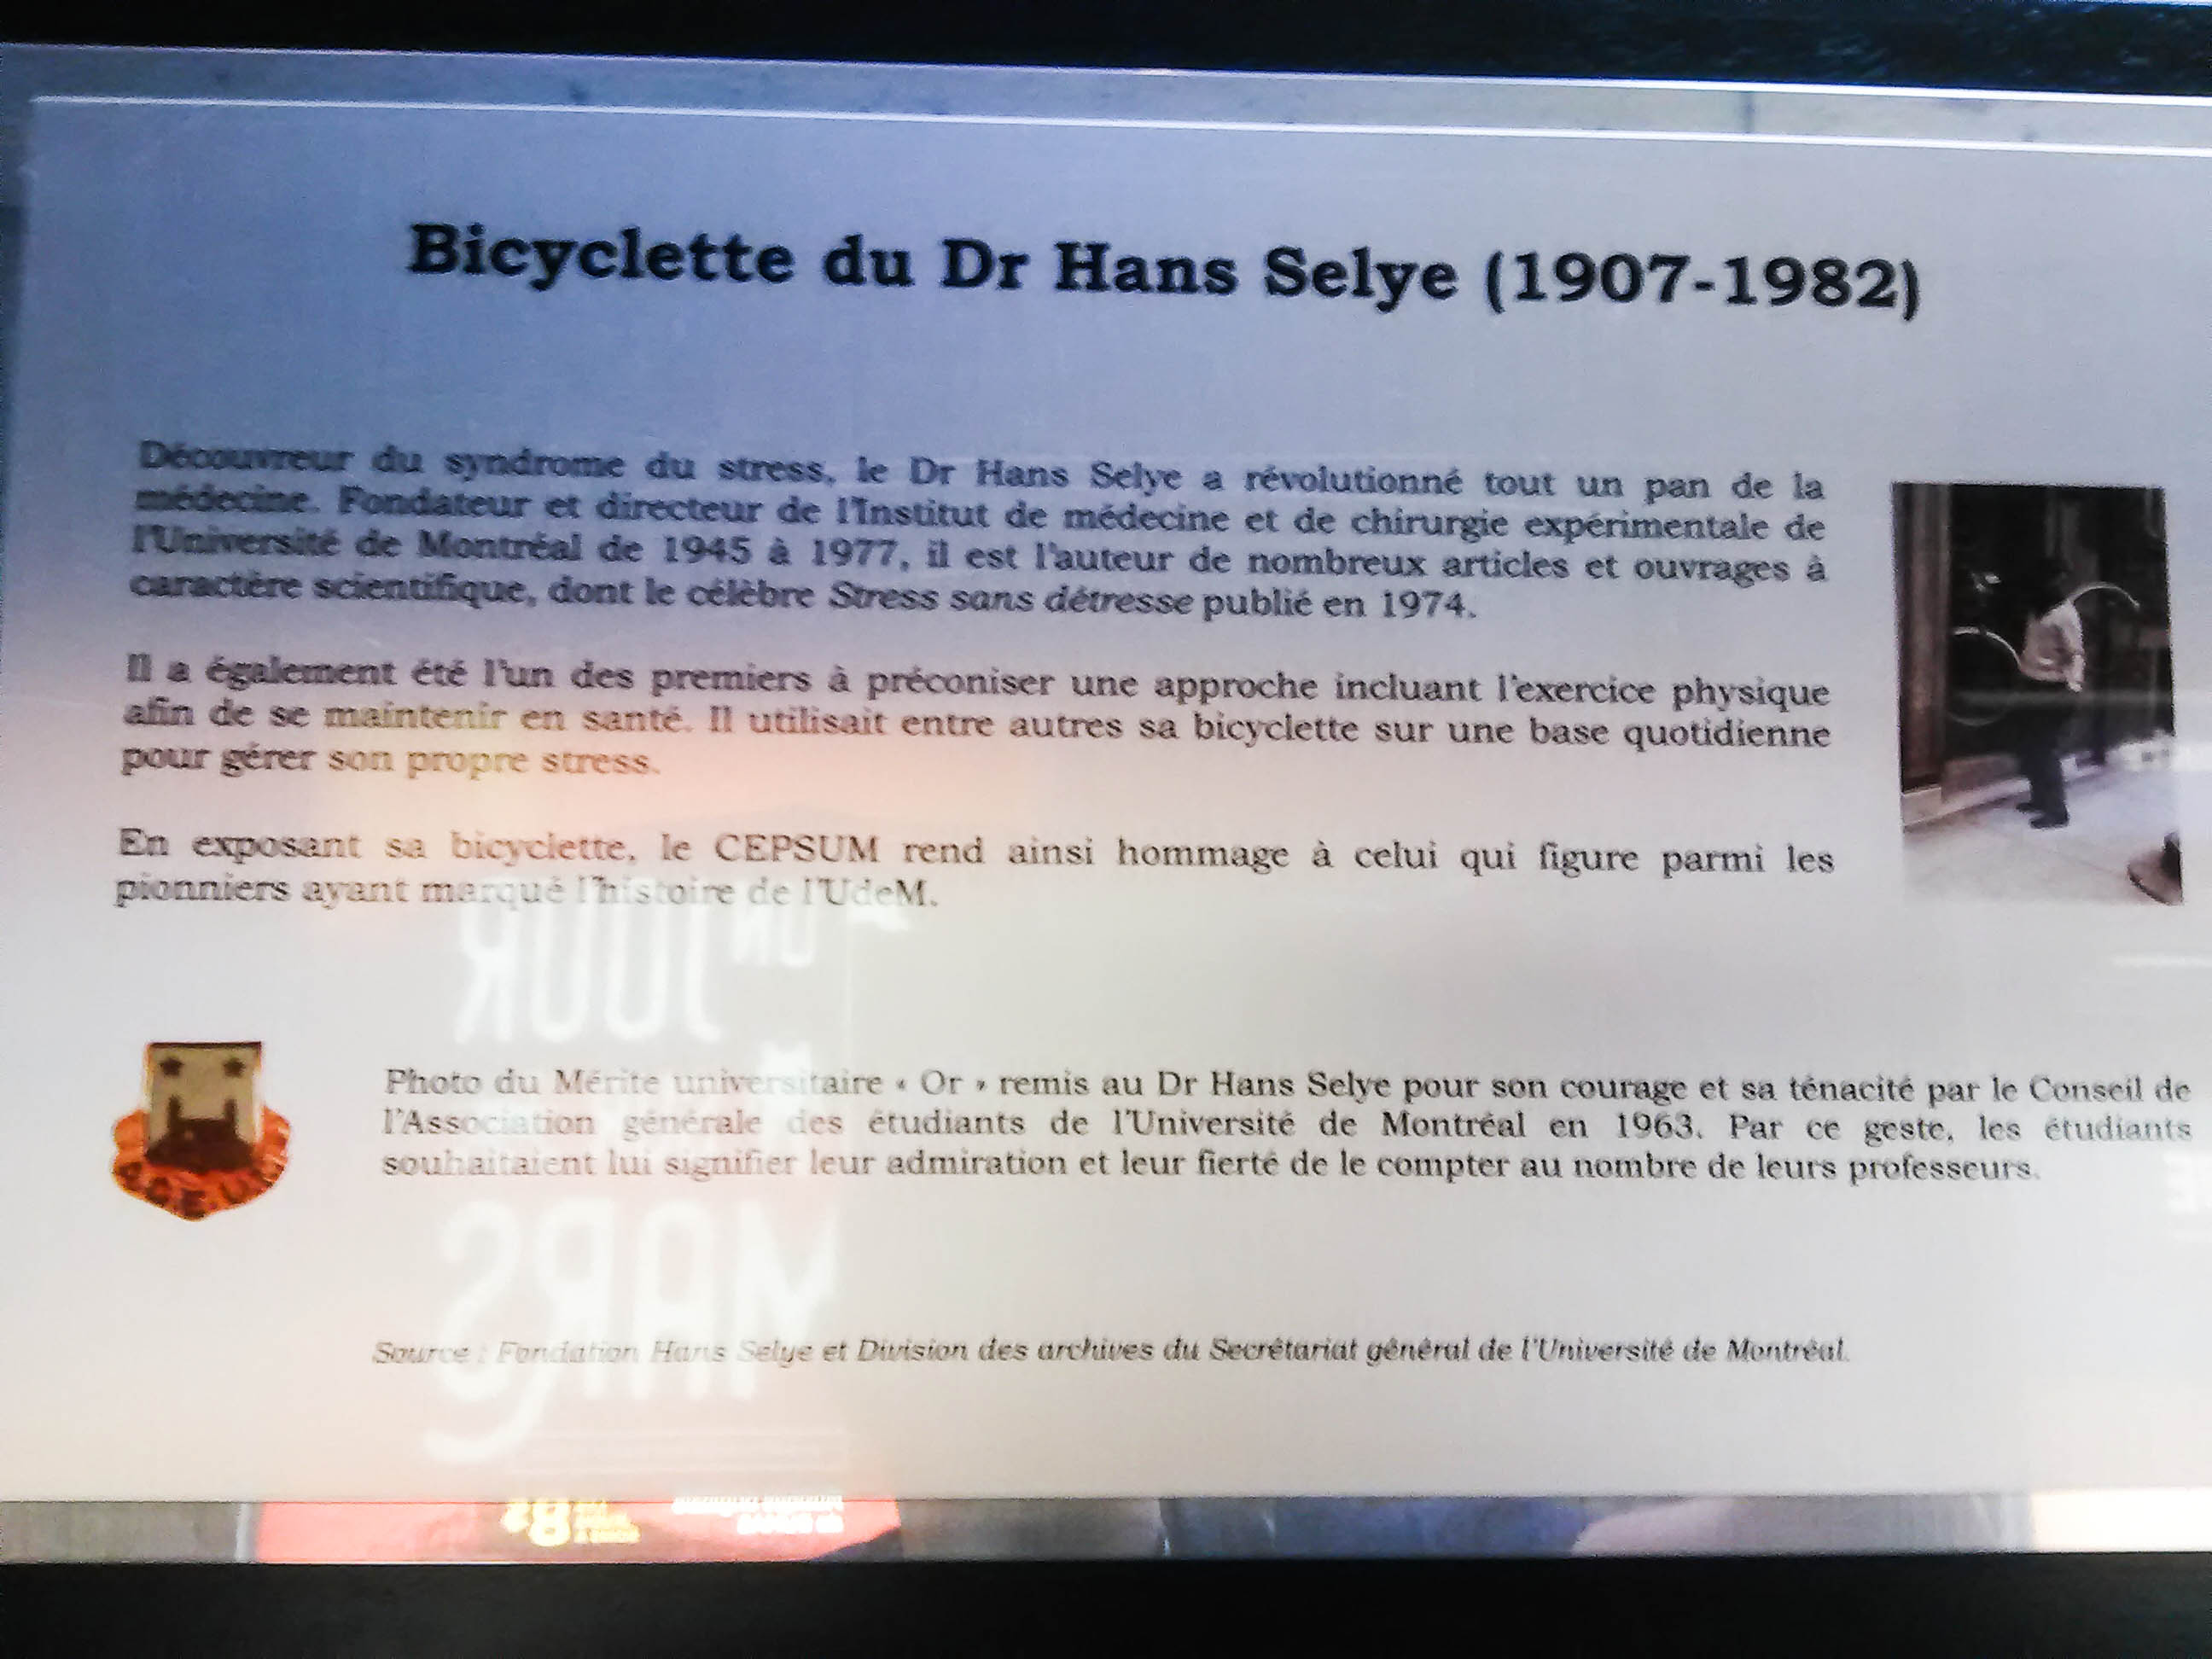 Bicyclette du Dr Hans Selye (1907-1982)
Découvreur du syndrome du stress, le Dr Hans Selye a révolutionné tout un pan de la
médecine. Fondateur et directeur de l'Institut de médecine et de chirurgie expérimentale de
l'Université de Montréal de 1945 à 1977, il est l'auteur de nombreux articles et ouvrages à
caractère scientifique, dont le célèbre Stress sans détresse publié en 1974.
Il a également été l'un des premiers à préconiser une approche incluant l'exercice physique
afin de se maintenir en santé. Il utilisait entre autres sa bicyclette sur une base quotidienne
pour gérer son propre stress.
En exposant sa bicyclette, le CEPSUM rend ainsi hommage à celui qui figure parmi les
pionniers ayant marqué l'histoire de l'UdeM.
UN
JOUR
Photo du Mérite universitaire « Or » remis au Dr Hans Selye pour son courage et sa ténacité par le Conseil de
l'Association générale des étudiants de l'Université de Montréal en 1963. Par ce geste, les étudiants
souhaitaient lui signifier leur admiration et leur fierté de le compter au nombre de leurs professeurs.
MARS
Source : Fondation Hans Selye et Division des archives du Secrétariat général de l'Université de Montréal.